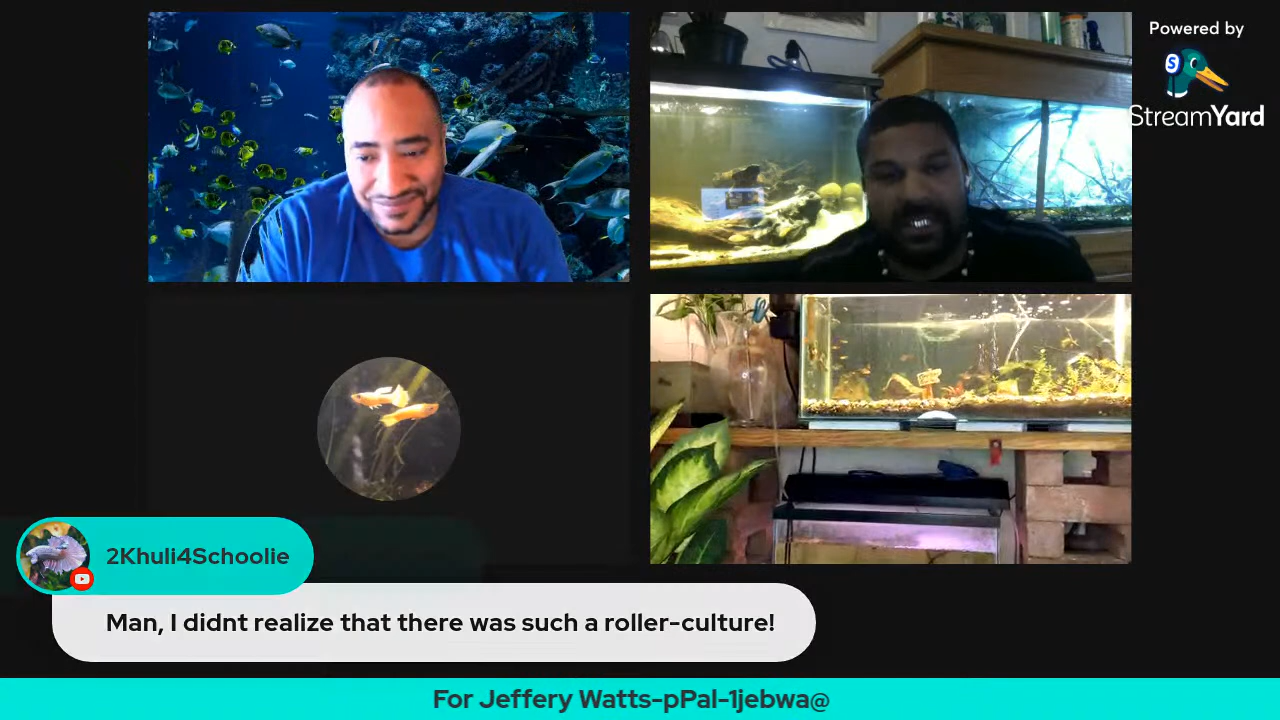 Powered by
StreamYard
2Khuli4Schoolie
Man, I didnt realize that there was such a roller-culture!
For Jeffery Watts-pPal-1jebwa@